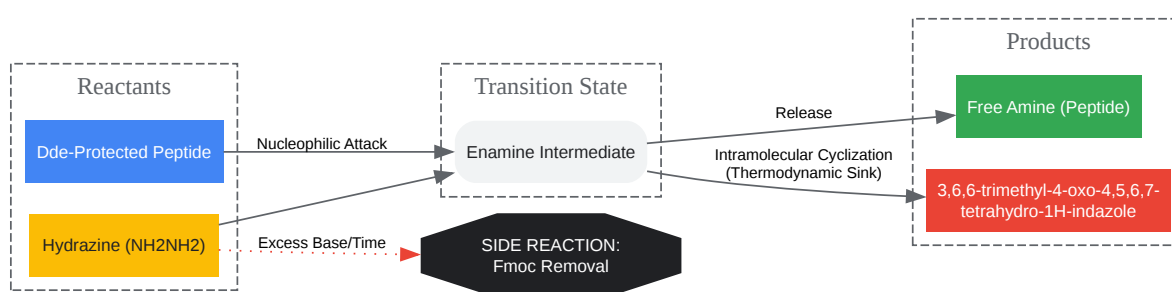 Reactants
Dde-Protected Peptide
Hydrazine (NH2NH2)
Nucleophilic Attack
Excess Base/Time
Transition State
Enamine Intermediate
SIDE REACTION:
Fmoc Removal
Release
Intramolecular Cyclization
(Thermodynamic Sink)
Products
Free Amine (Peptide)
3,6,6-trimethyl-4-oxo-4,5,6,7-
tetrahydro-1H-indazole